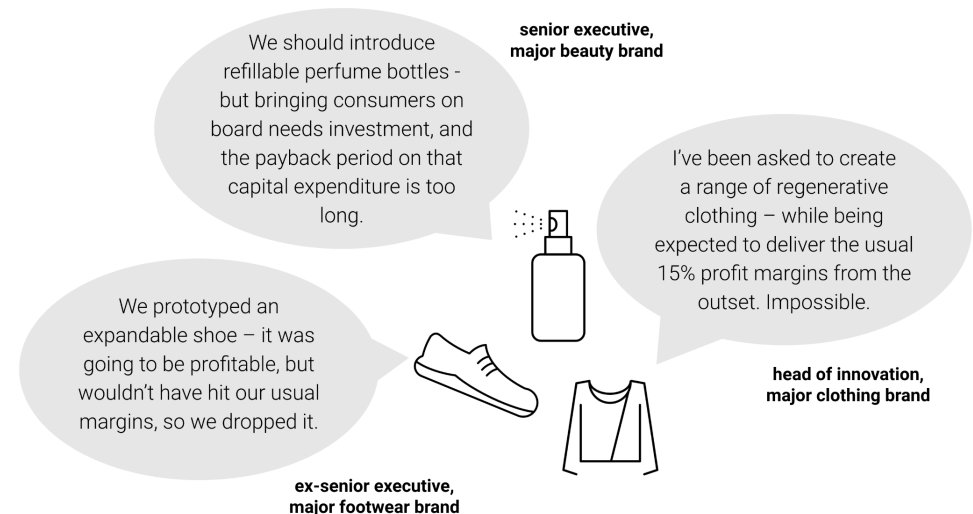 senior executive,
major beauty brand
We should introduce
refillable perfume bottles -
but bringing consumers on
board needs investment, and
the payback period on that
capital expenditure is too
long.
I’ve been asked to create
a range of regenerative
clothing – while being
expected to deliver the usual
15% profit margins from the
outset. Impossible.
head of innovation,
major clothing brand
We prototyped an
expandable shoe – it was
going to be profitable, but
wouldn’t have hit our usual
margins, so we dropped it.
ex-senior executive,
major footwear brand